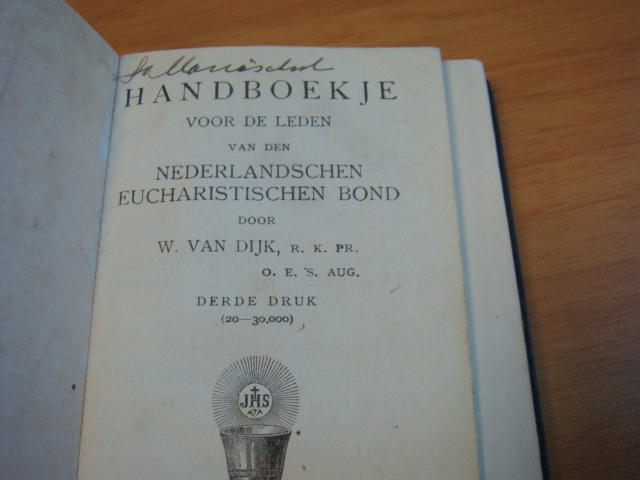 HANDBOEKJE
VOOR DE LEDEN
VAN DEN
NEDERLANDSCHEN
EUCHARISTISCHEN BOND
DOOR
W. VAN DIJK, R. K. PR.
O. E. S. AUG.
DERDE DRUK
(20—30,000)
JHS